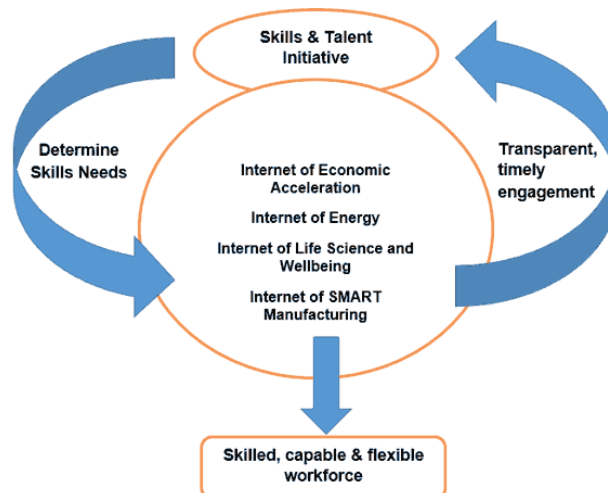 Skills & Talent
Initiative
Determine
Skills Needs
Transparent,
timely
engagement
Internet of Economic
Acceleration
Internet of Energy
Internet of Life Science and
Wellbeing
Internet of SMART
Manufacturing
Skilled, capable & flexible
workforce